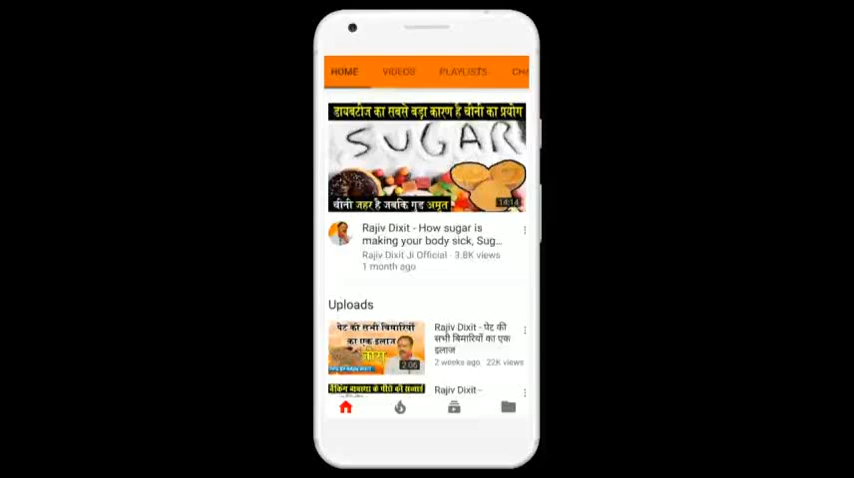 HOME VIDEOS PLAYLISTS CHA
डायबटीज का सबसे बड़ा कारण है चीनी का प्रयोग
SUGAR
चीनी जहर है जबकि गुड़ अमृत
14:14
Rajiv Dixit - How sugar is
making your body sick, Sug...
Rajiv Dixit Ji Official · 3.8K views
1 month ago
Uploads
पेट की सभी बिमारियों
का एक इलाज
जीरा
2:06
Rajiv Dixit - पेट की
सभी बिमारियों का एक
इलाज
2 weeks ago · 22K views
Rajiv Dixit--